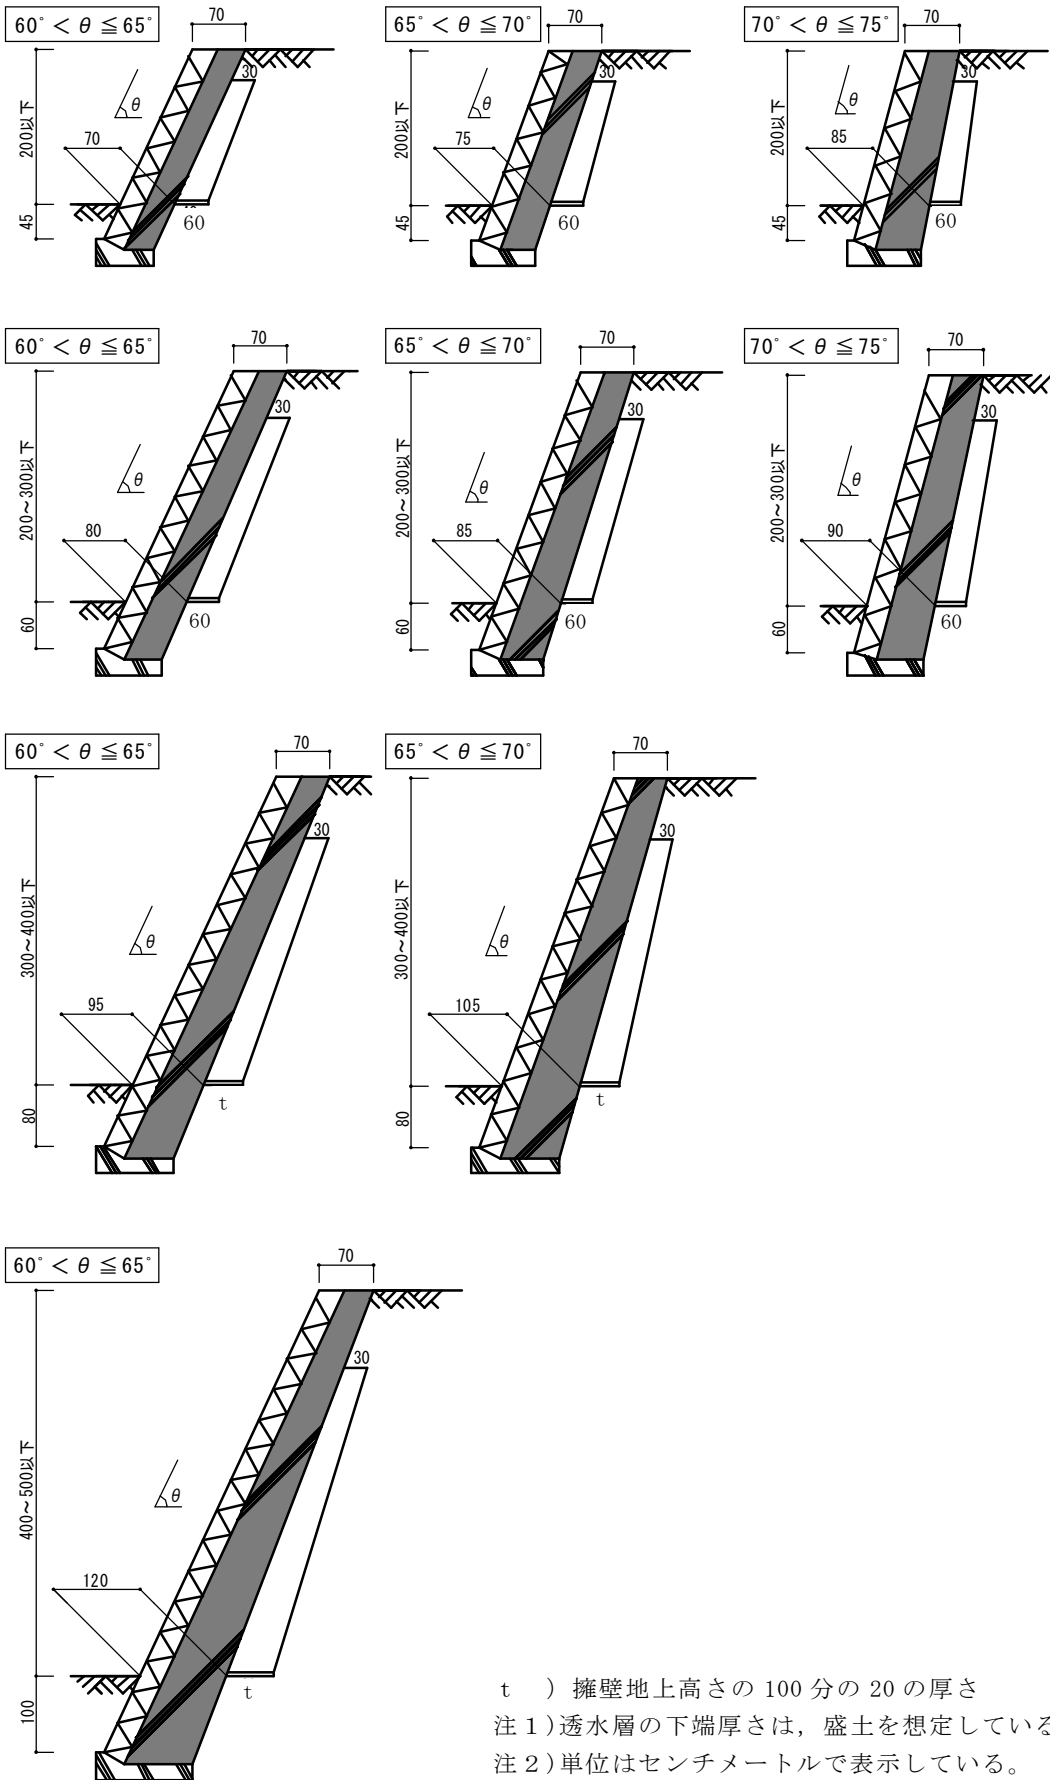 60° < θ ≦ 65°
70
30
θ
200以下
70
45
60
65° < θ ≦ 70°
70
30
θ
200以下
75
45
60
70° < θ ≦ 75°
70
30
θ
200以下
85
45
60
60° < θ ≦ 65°
70
30
θ
200～300以下
80
60
60
65° < θ ≦ 70°
70
30
θ
200～300以下
85
60
60
70° < θ ≦ 75°
70
30
θ
200～300以下
90
60
60
60° < θ ≦ 65°
70
30
θ
300～400以下
95
80
t
65° < θ ≦ 70°
70
30
θ
300～400以下
105
80
t
60° < θ ≦ 65°
70
30
θ
400～500以下
120
100
t
t ）擁壁地上高さの 100 分の 20 の厚さ
注１)透水層の下端厚さは，盛土を想定している
注２)単位はセンチメートルで表示している。